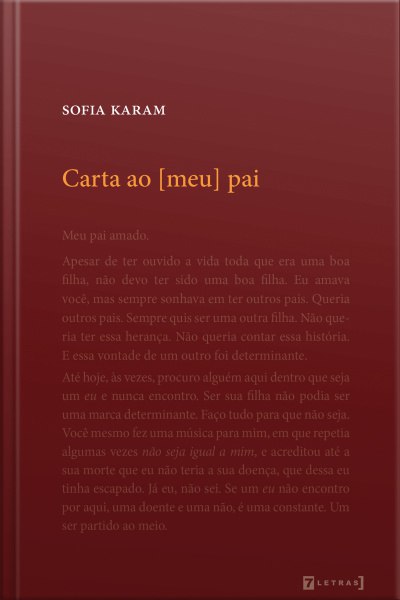 SOFIA KARAM
Carta ao [meu] pai
Meu pai amado.
Apesar de ter ouvido a vida toda que era uma boa
filha, não devo ter sido uma boa filha. Eu amava
você, mas sempre sonhava em ter outros pais. Queria
outros pais. Sempre quis ser uma outra filha. Não que-
ria ter essa herança. Não queria contar essa história.
E essa vontade de um outro foi determinante.
Até hoje, às vezes, procuro alguém aqui dentro que seja
um eu e nunca encontro. Ser sua filha não podia ser
uma marca determinante. Faço tudo para que não seja.
Você mesmo fez uma música para mim, em que repetia
algumas vezes não seja igual a mim, e acreditou até a
sua morte que eu não teria a sua doença, que dessa eu
tinha escapado. Já eu, não sei. Se um eu não encontro
por aqui, uma doente e uma não, é uma constante. Um
ser partido ao meio.
7LETRAS]